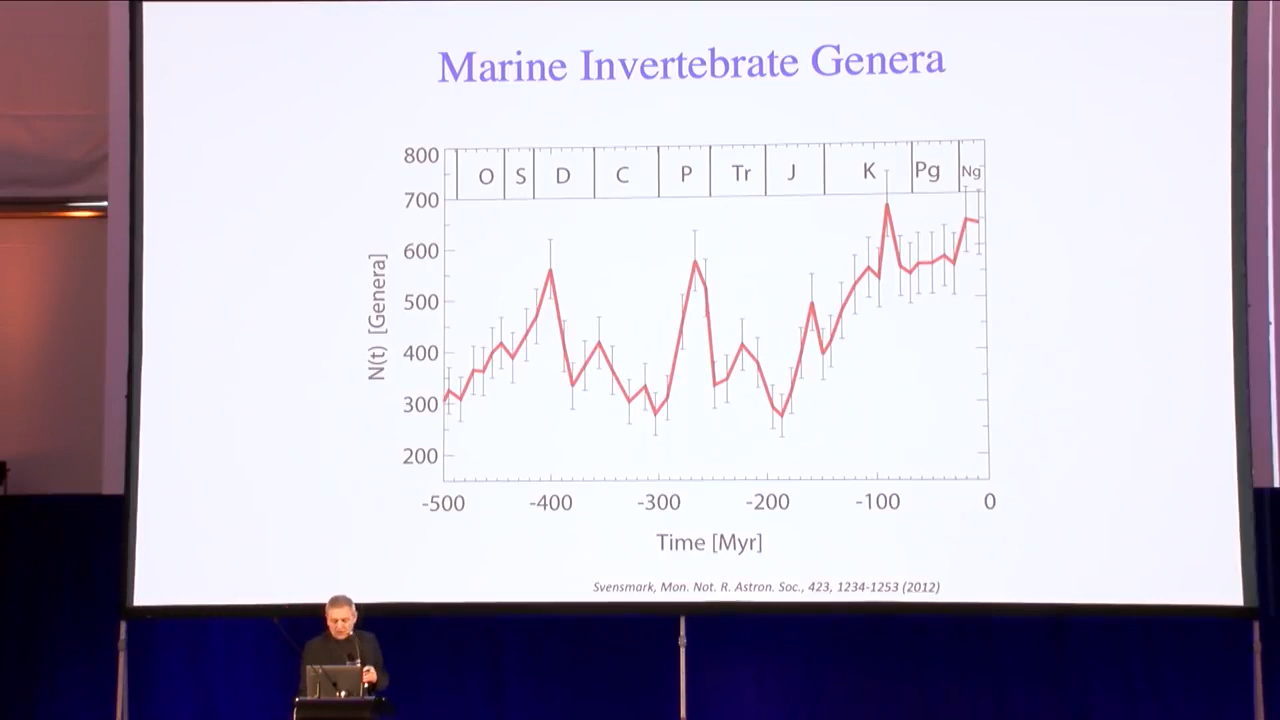 Marine Invertebrate Genera
800
O S D C P Tr J K Pg Ng
700
600
500
400
300
200
N(t) [Genera]
-500 -400 -300 -200 -100 0
Time [Myr]
Svensmark, Mon. Not. R. Astron. Soc., 423, 1234-1253 (2012)